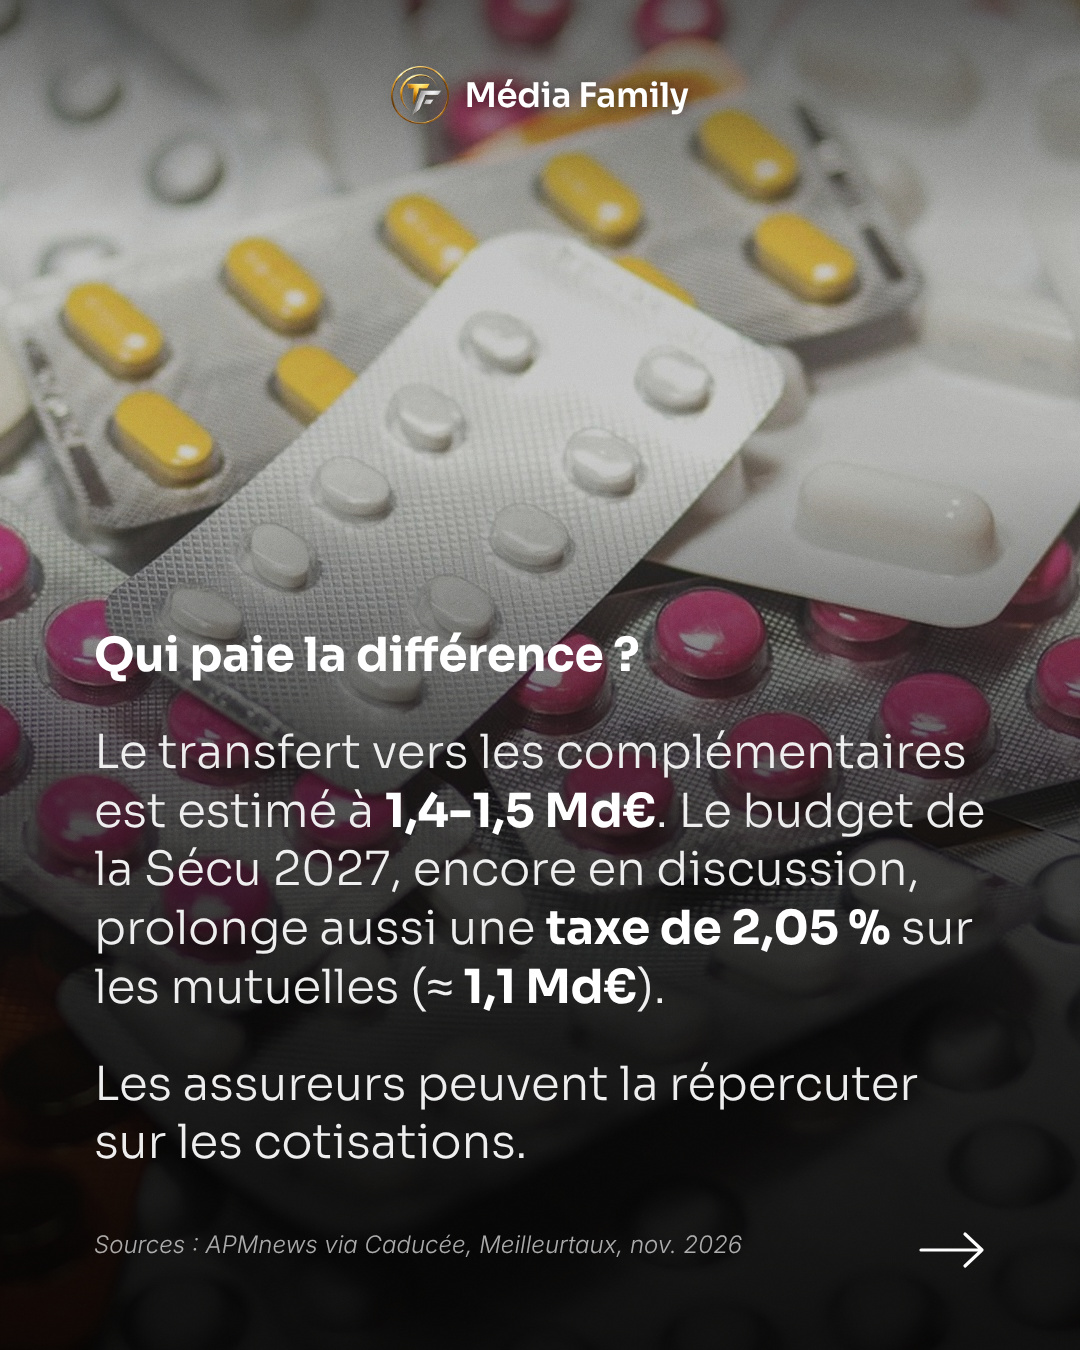 Média Family
Qui paie la différence ?
Le transfert vers les complémentaires
est estimé à 1,4-1,5 Md€. Le budget de
la Sécu 2027, encore en discussion,
prolonge aussi une taxe de 2,05 % sur
les mutuelles (≈ 1,1 Md€).
Les assureurs peuvent la répercuter
sur les cotisations.
Sources : APMnews via Caducée, Meilleurtaux, nov. 2026